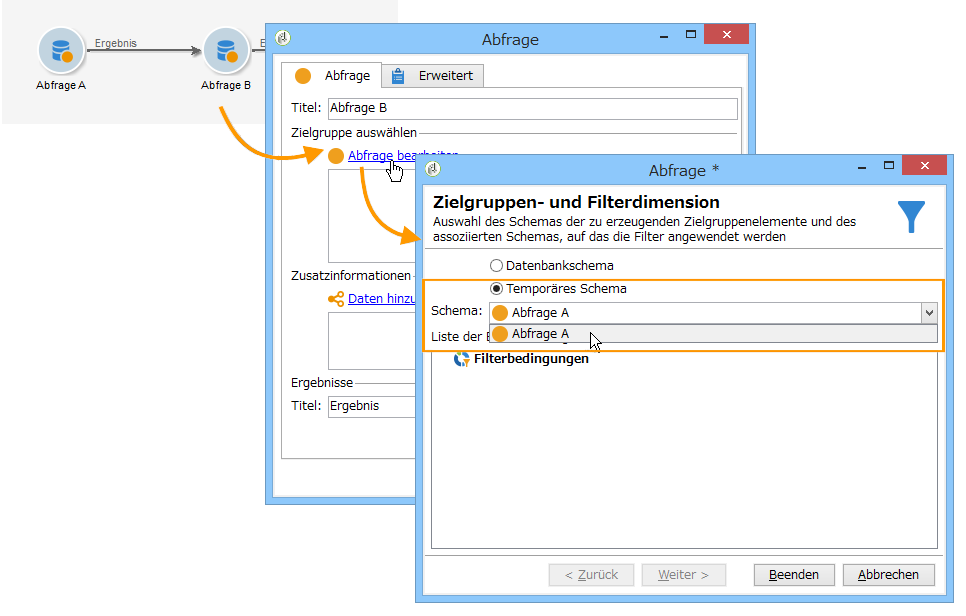 Ergebnis
Abfrage A
Abfrage B
Abfrage
Abfrage
Erweitert
Titel:
Abfrage B
Zielgruppe auswählen
Abfrage
Zusatzinformationen
Daten
Ergebnisse
Titel:
Ergebnis
Abfrage *
Zielgruppen- und Filterdimension
Auswahl des Schemas der zu erzeugenden Zielgruppenelemente und des
assoziierten Schemas, auf das die Filter angewendet werden
Datenbankschema
Temporäres Schema
Schema:
Abfrage A
Abfrage A
Liste der
Filterbedingungen
< Zurück
Weiter >
Beenden
Abbrechen